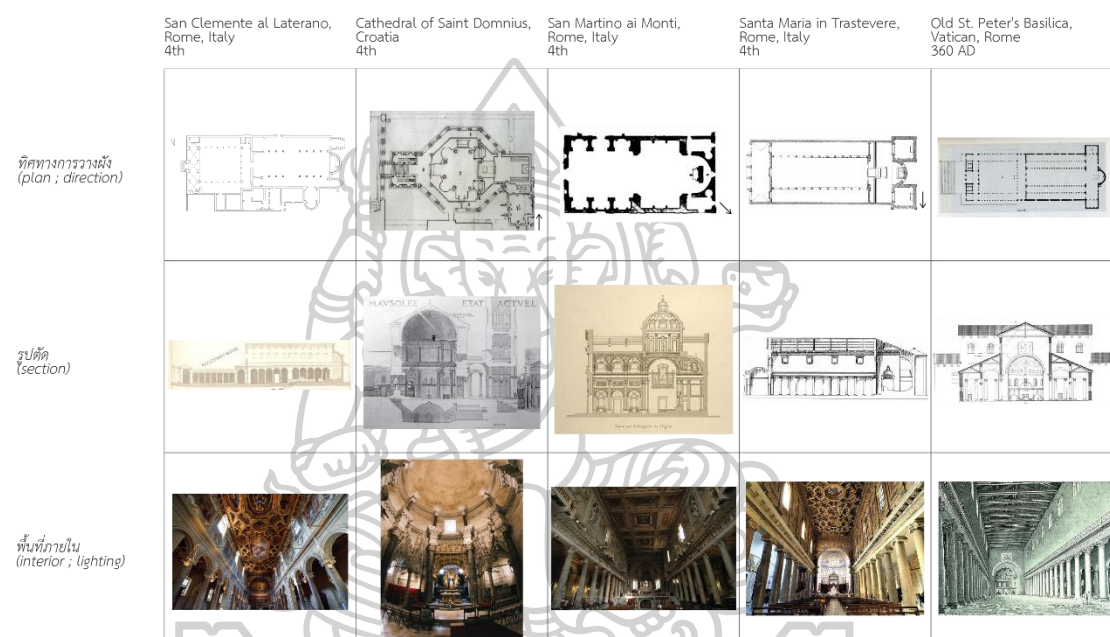 San Clemente al Laterano,
Rome, Italy
4th
Cathedral of Saint Domnius,
Croatia
4th
San Martino ai Monti,
Rome, Italy
4th
Santa Maria in Trastevere,
Rome, Italy
4th
Old St. Peter's Basilica,
Vatican, Rome
360 AD
ทิศทางการวางผัง
(plan ; direction)
รูปตัด
(section)
MAVSOLEE ETAT ACTVEL
พื้นที่ภายใน
(interior ; lighting)